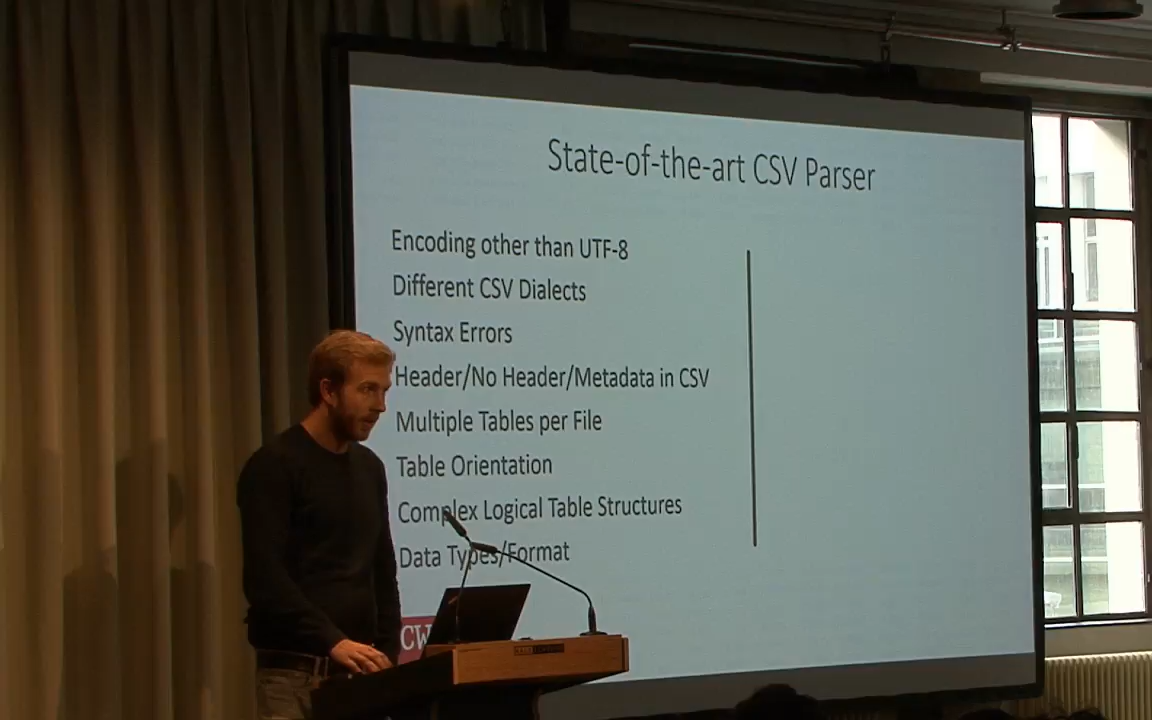 State-of-the-art CSV Parser
Encoding other than UTF-8
Different CSV Dialects
Syntax Errors
Header/No Header/Metadata in CSV
Multiple Tables per File
Table Orientation
Complex Logical Table Structures
Data Types/Format
CW